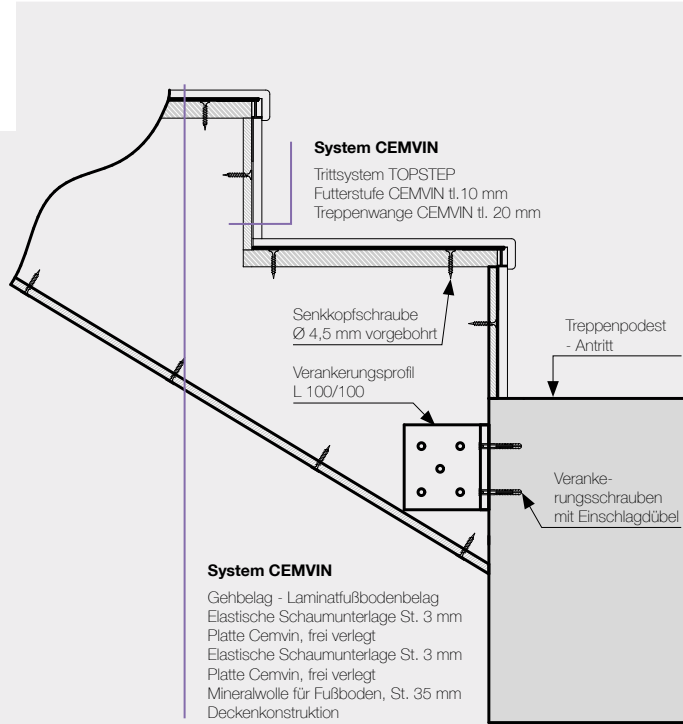 System CEMVIN
Trittsystem TOPSTEP
Futterstufe CEMVIN tl.10 mm
Treppenwange CEMVIN tl. 20 mm
Senkkopfschraube
Ø 4,5 mm vorgebohrt
Treppenpodest
- Antritt
Verankerungsprofil
L 100/100
Veranke-
rungsschrauben
mit Einschlagdübel
System CEMVIN
Gehbelag - Laminatfußbodenbelag
Elastische Schaumunterlage St. 3 mm
Platte Cemvin, frei verlegt
Elastische Schaumunterlage St. 3 mm
Platte Cemvin, frei verlegt
Mineralwolle für Fußboden, St. 35 mm
Deckenkonstruktion